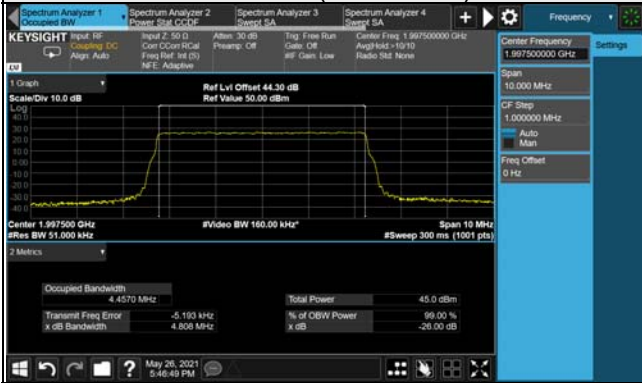 Spectrum Analyzer 1
Occupied BW
Spectrum Analyzer 2
Power Stat CCDF
Spectrum Analyzer 3
Swept SA
Spectrum Analyzer 4
Swept SA
Frequency
KEYSIGHT
Input: RF
Coupling: DC
Align: Auto
Input Z: 50 Ω
Corr CCorr RCal
Freq Ref: Int (S)
NFE: Adaptive
Atten: 30 dB
Preamp: Off
Trig: Free Run
Gate: Off
#IF Gain: Low
Center Freq: 1.997500000 GHz
Avg|Hold:>10/10
Radio Std: None
LXI
Center Frequency
1.997500000 GHz
Settings
Span
10.000 MHz
CF Step
1.000000 MHz
Auto
Man
Freq Offset
0 Hz
1 Graph
Scale/Div 10.0 dB
Ref Lvl Offset 44.30 dB
Ref Value 50.00 dBm
Log
40.0
30.0
20.0
10.0
0.00
-10.0
-20.0
-30.0
-40.0
Center 1.997500 GHz
#Res BW 51.000 kHz
#Video BW 160.00 kHz*
Span 10 MHz
#Sweep 300 ms (1001 pts)
2 Metrics
Occupied Bandwidth
4.4570 MHz
Transmit Freq Error -5.193 kHz
x dB Bandwidth 4.808 MHz
Total Power 45.0 dBm
% of OBW Power 99.00 %
x dB -26.00 dB
?
May 26, 2021
5:46:49 PM